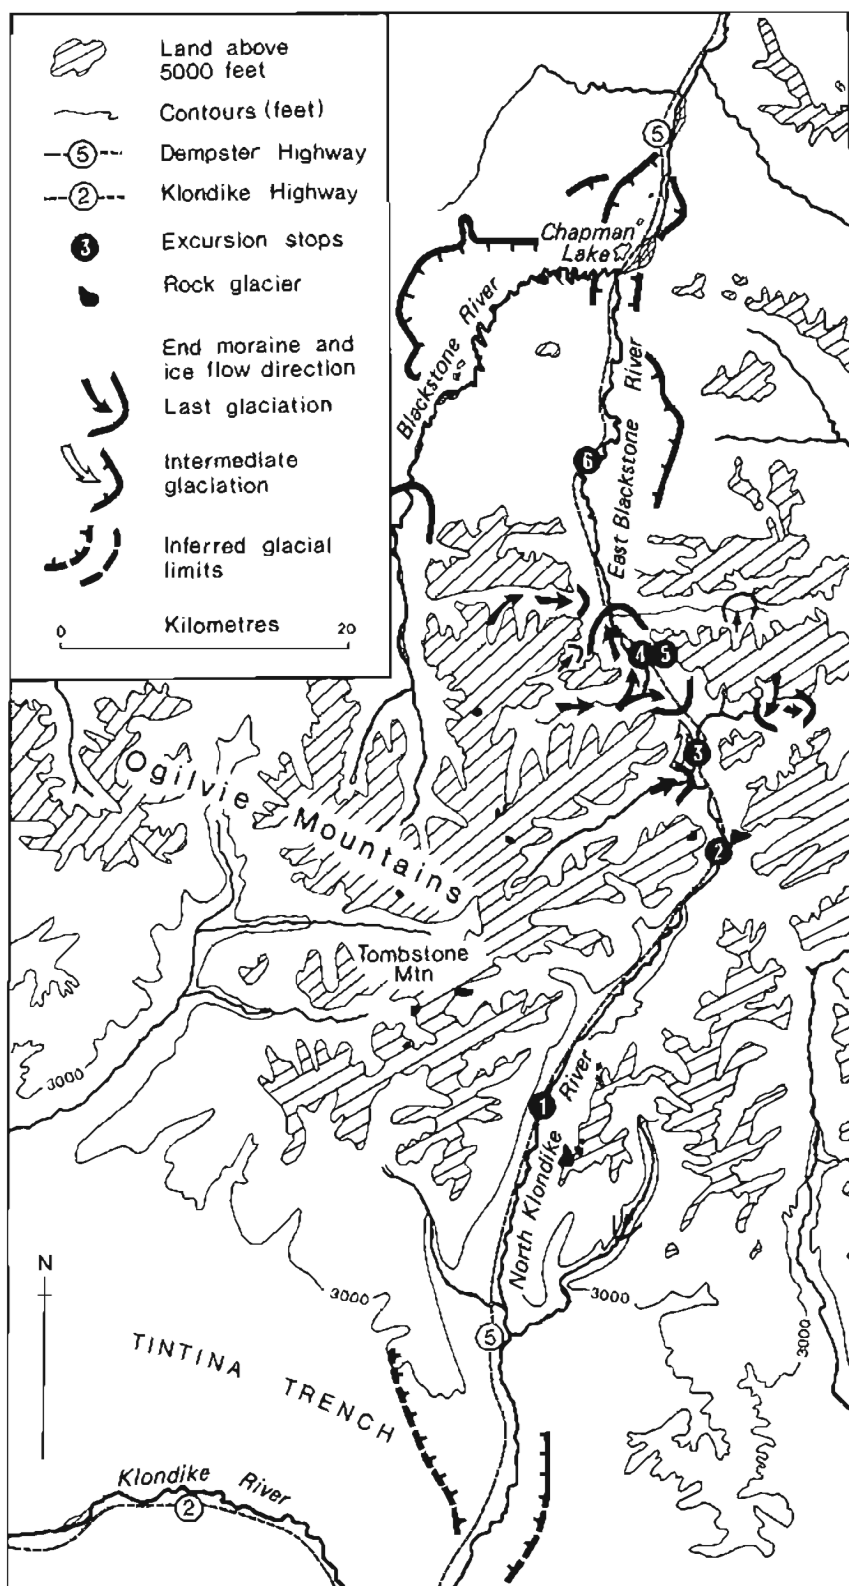 Land above
5000 feet
Contours (feet)
5 Dempster Highway
2 Klondike Highway
3 Excursion stops
Rock glacier
End moraine and
ice flow direction
Last glaciation
Intermediate
glaciation
Inferred glacial
limits
Kilometres
0 20
5
Chapman
Lake
Blackstone River
East Blackstone River
6
4 5
3
2
Ogilvie Mountains
Tombstone
Mtn
3000
1
North Klondike River
N
3000
3000
3000
5
TINTINA TRENCH
Klondike River
2